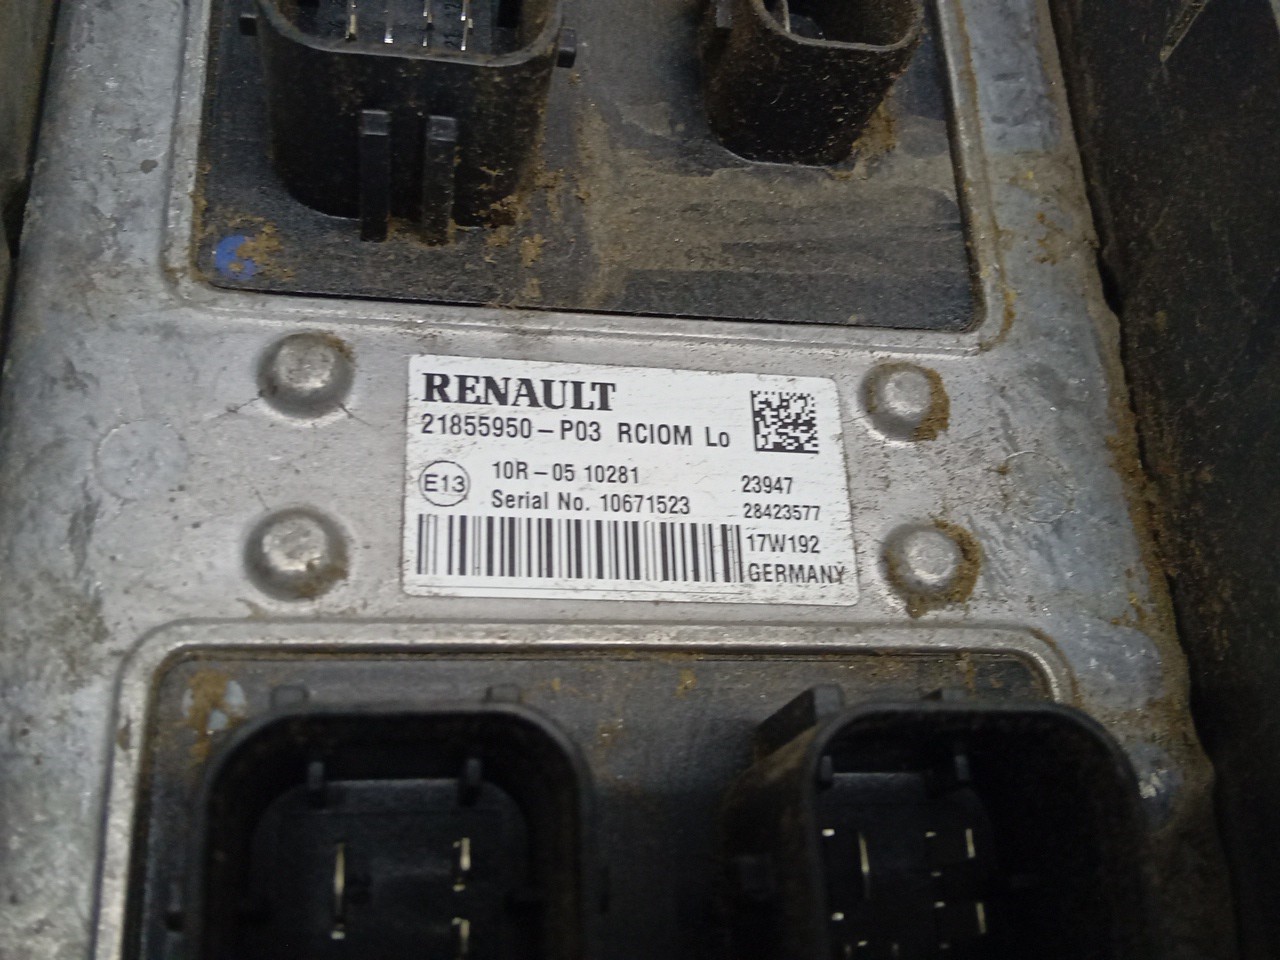 RENAULT
21855950-P03 RCIOM Lo
E13 10R-05 10281 23947
Serial No. 10671523 28423577
17W192
GERMANY